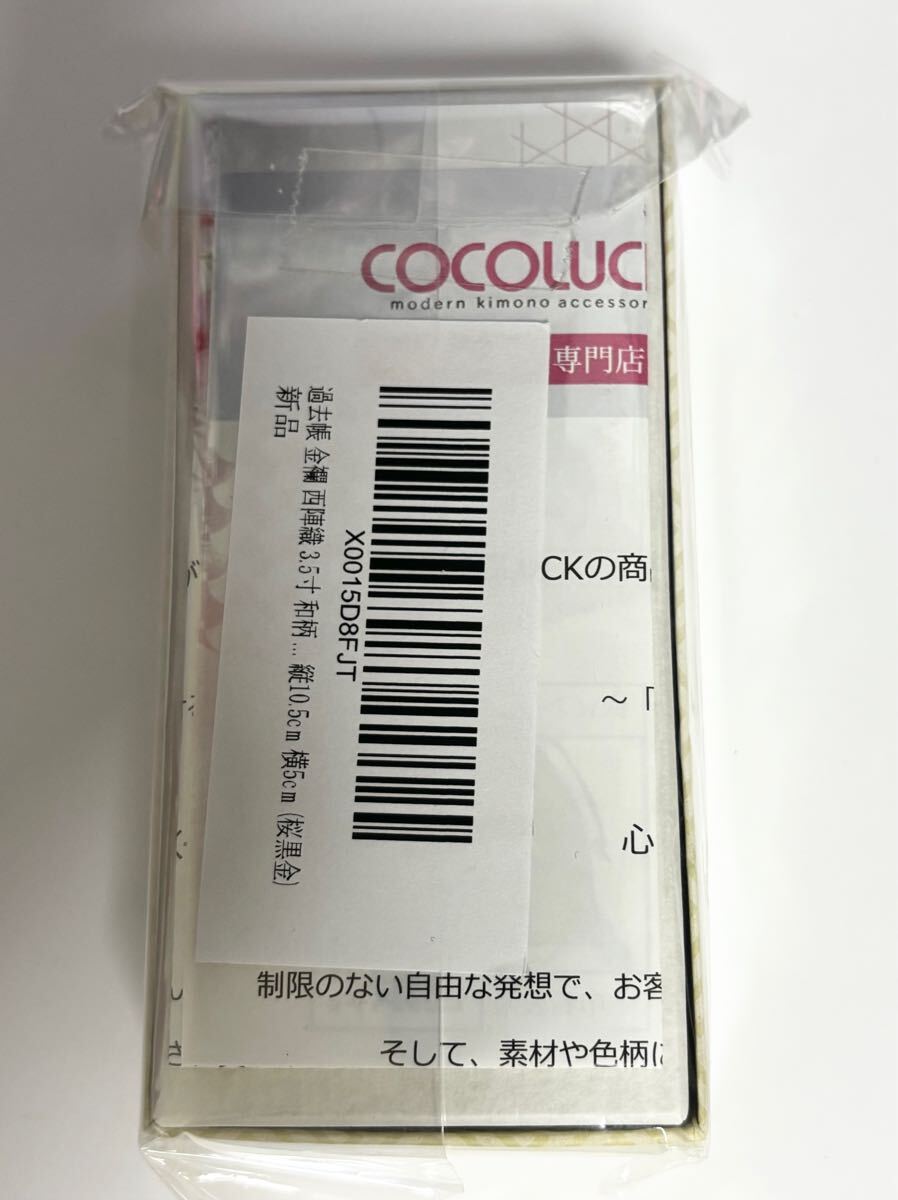 COCOLUC
modern kimono accessor
専門店
X0015D8FJT
過去帳 金襴 西陣織 3.5寸 和柄 ... 縦10.5cm 横5cm (桜黒金)
新品
CKの商
～「
心
制限のない自由な発想で、お客
そして、素材や色柄に